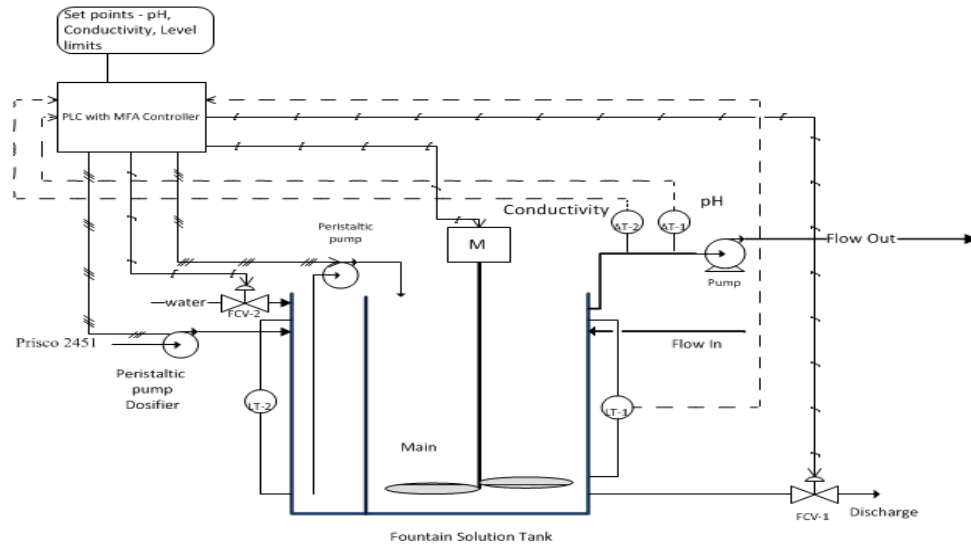 Set points - pH,
Conductivity, Level
limits
PLC with MFA Controller
Conductivity
pH
AT-2
AT-1
Peristaltic
pump
M
Flow Out
Pump
water
FCV-2
Prisco 2451
Flow In
Peristaltic
pump
Dosifier
LT-2
LT-1
Main
FCV-1
Discharge
Fountain Solution Tank